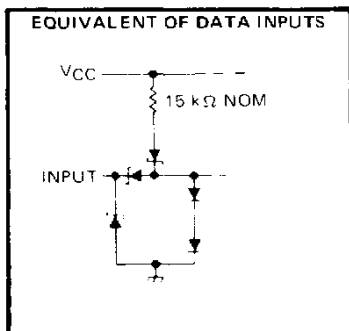 EQUIVALENT OF DATA INPUTS
VCC
15 kΩ NOM
INPUT